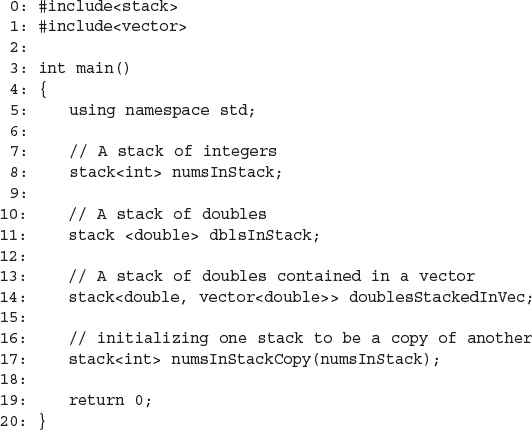 0: #include<stack>
1: #include<vector>
2:
3: int main()
4: {
5:    using namespace std;
6:
7:    // A stack of integers
8:    stack<int> numsInStack;
9:
10:    // A stack of doubles
11:    stack <double> dblsInStack;
12:
13:    // A stack of doubles contained in a vector
14:    stack<double, vector<double>> doublesStackedInVec;
15:
16:    // initializing one stack to be a copy of another
17:    stack<int> numsInStackCopy(numsInStack);
18:
19:    return 0;
20: }